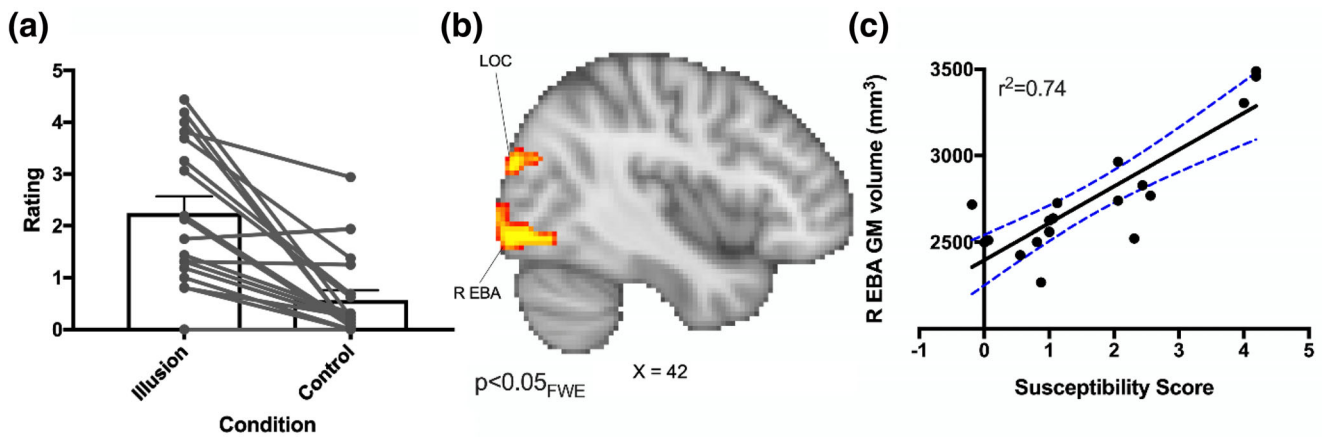 (a)
5
4
3
2
1
0
Rating
Illusion
Control
Condition
(b)
LOC
R EBA
p<0.05FWE
X = 42
(c)
r²=0.74
3500
3000
2500
R EBA GM volume (mm³)
-1 0 1 2 3 4 5
Susceptibility Score